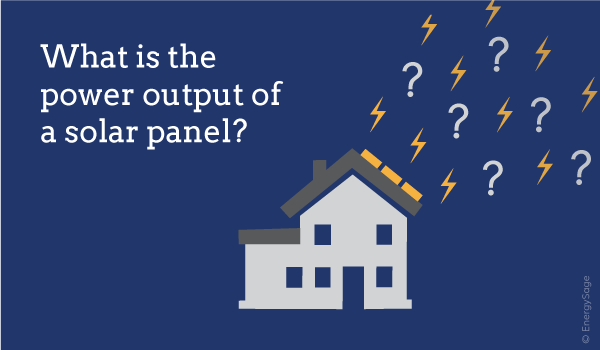 What is the
power output of
a solar panel?
? ? ? ? ? ? ?
© EnergySage